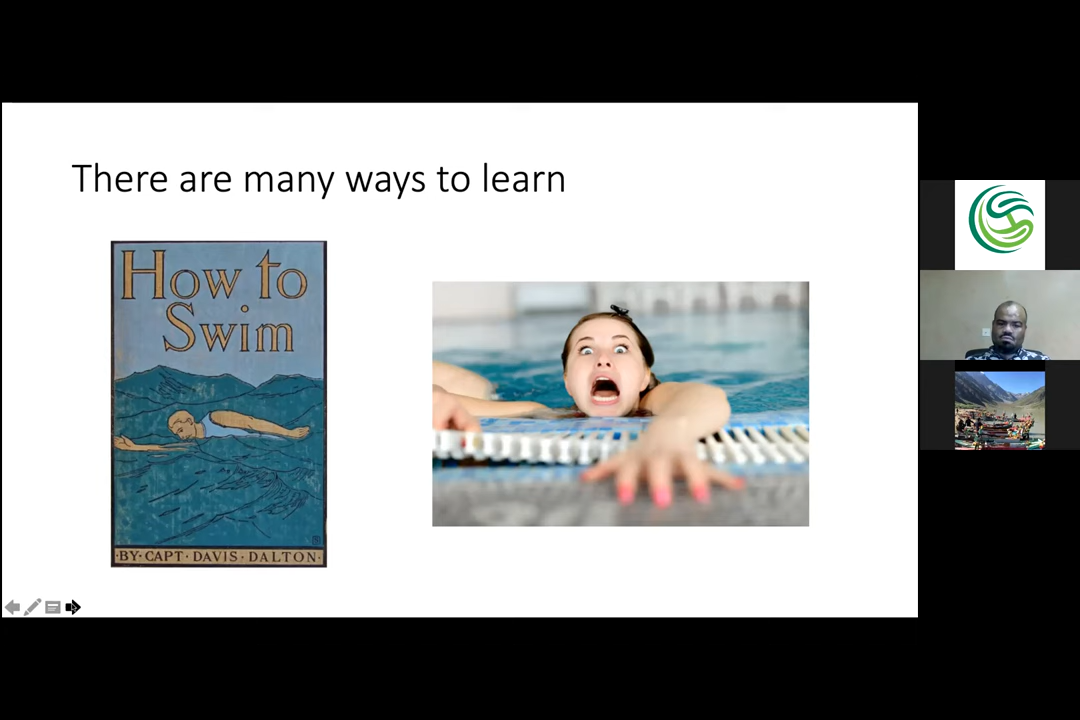 There are many ways to learn
How to
Swim
·BY·CAPT·DAVIS·DALTON·